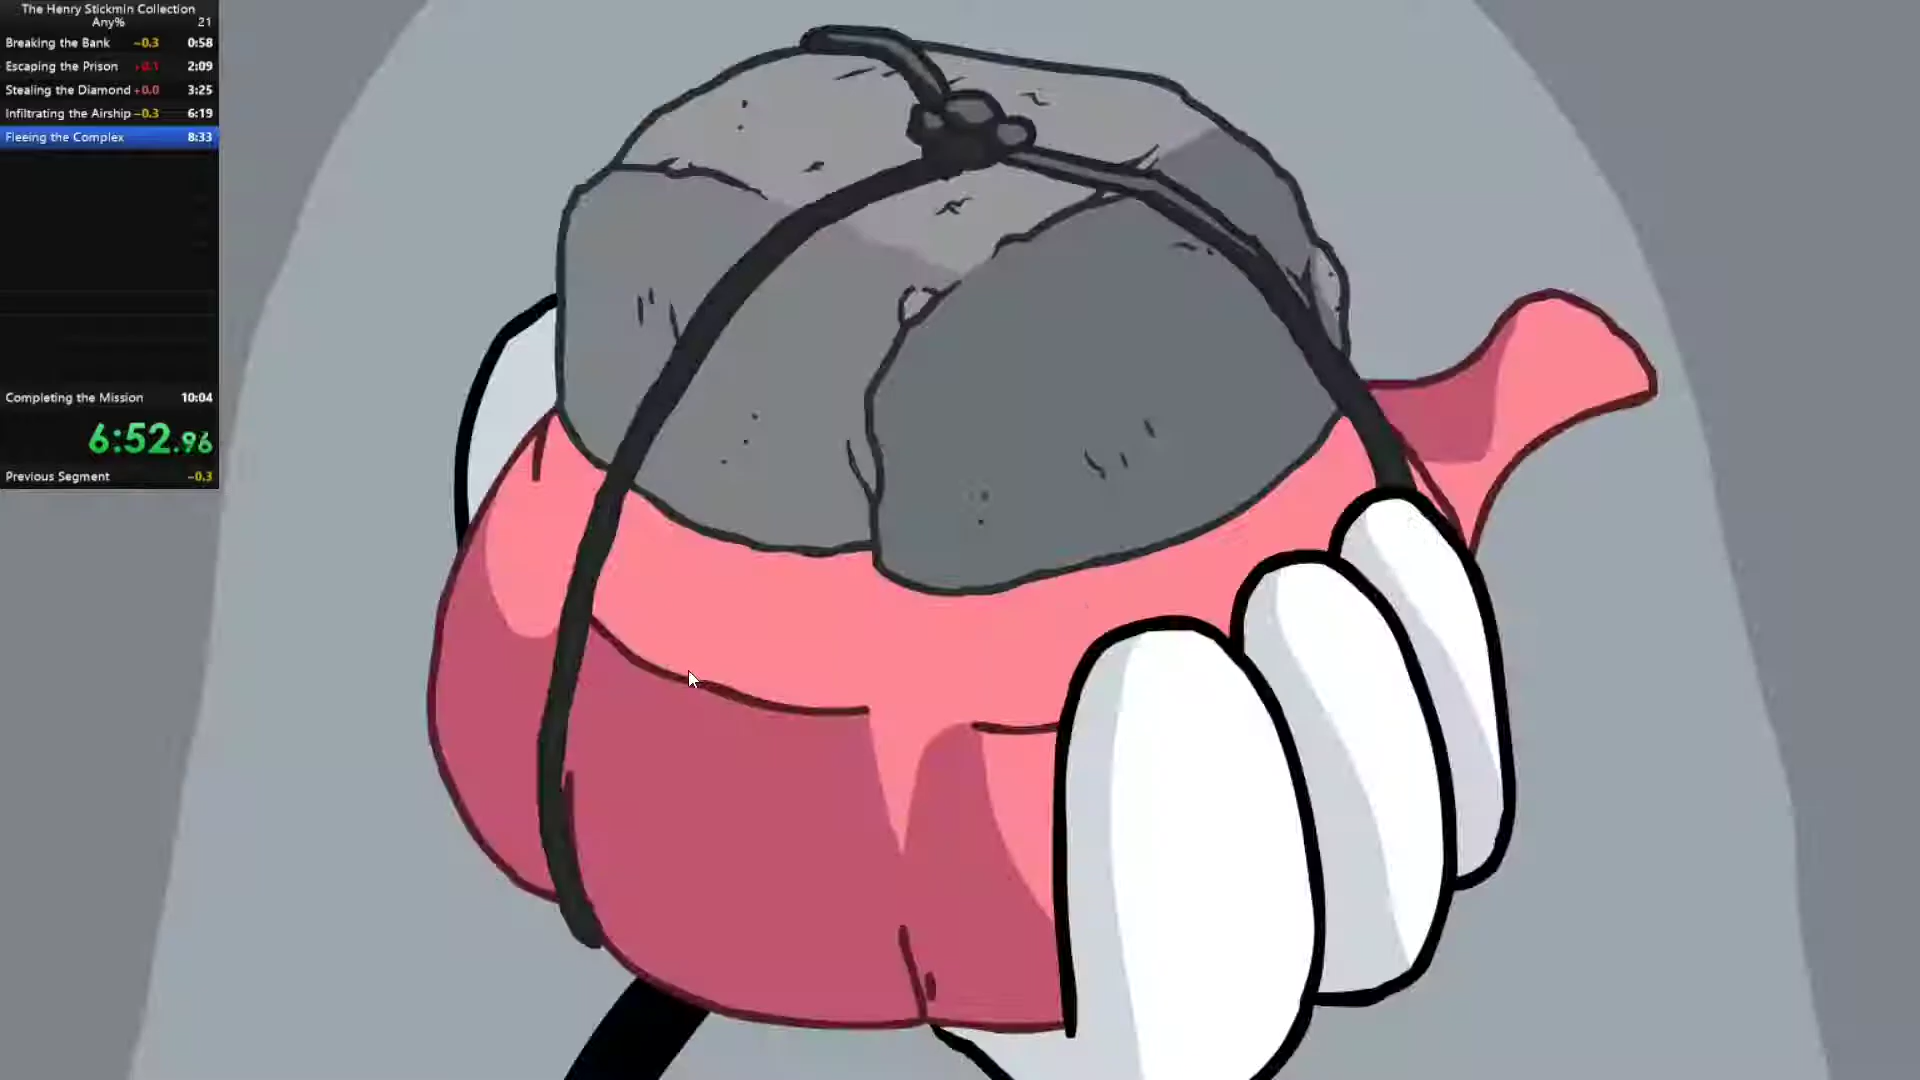 The Henry Stickmin Collection
Any% 21
Breaking the Bank −0.3 0:58
Escaping the Prison +0.1 2:09
Stealing the Diamond +0.0 3:25
Infiltrating the Airship −0.3 6:19
Fleeing the Complex 8:33
Completing the Mission 10:04
6:52.96
Previous Segment −0.3